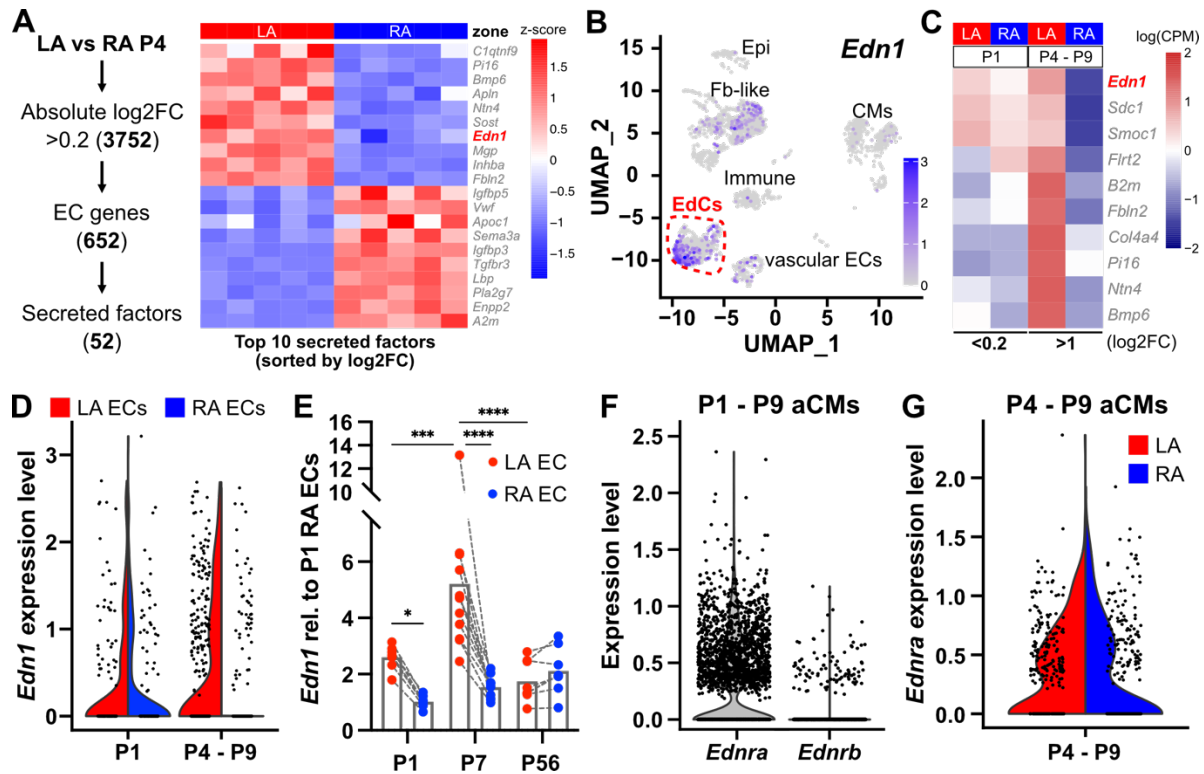 A
LA vs RA P4
Absolute log2FC
>0.2 (3752)
EC genes
(652)
Secreted factors
(52)
LA RA zone
C1qtnf9
Pi16
Bmp6
Apln
Ntn4
Sost
Edn1
Mgp
Inhba
Fbln2
Igfbp5
Vwf
Apoc1
Sema3a
Igfbp3
Tgfbr3
Lbp
Pla2g7
Enpp2
A2m
Top 10 secreted factors
(sorted by log2FC)
z-score
1.5
1
0.5
0
-0.5
-1
-1.5
B
Edn1
UMAP_2
15
10
5
0
−5
−10
Epi
Fb-like
CMs
Immune
EdCs
vascular ECs
3
2
1
0
−10 −5 0 5 10
UMAP_1
C
LA RA LA RA
P1 P4 - P9
log(CPM)
2
1
0
−1
−2
Edn1
Sdc1
Smoc1
Flrt2
B2m
Fbln2
Col4a4
Pi16
Ntn4
Bmp6
<0.2 >1 (log2FC)
D
LA ECs RA ECs
Edn1 expression level
3
2
1
0
P1 P4 - P9
E
Edn1 rel. to P1 RA ECs
16
14
12
10
6
4
2
0
*
***
****
****
LA EC
RA EC
P1 P7 P56
F
P1 - P9 aCMs
Expression level
2.5
2.0
1.5
1.0
0.5
0.0
Ednra Ednrb
G
P4 - P9 aCMs
LA
RA
Ednra expression level
2.0
1.5
1.0
0.5
0.0
P4 - P9